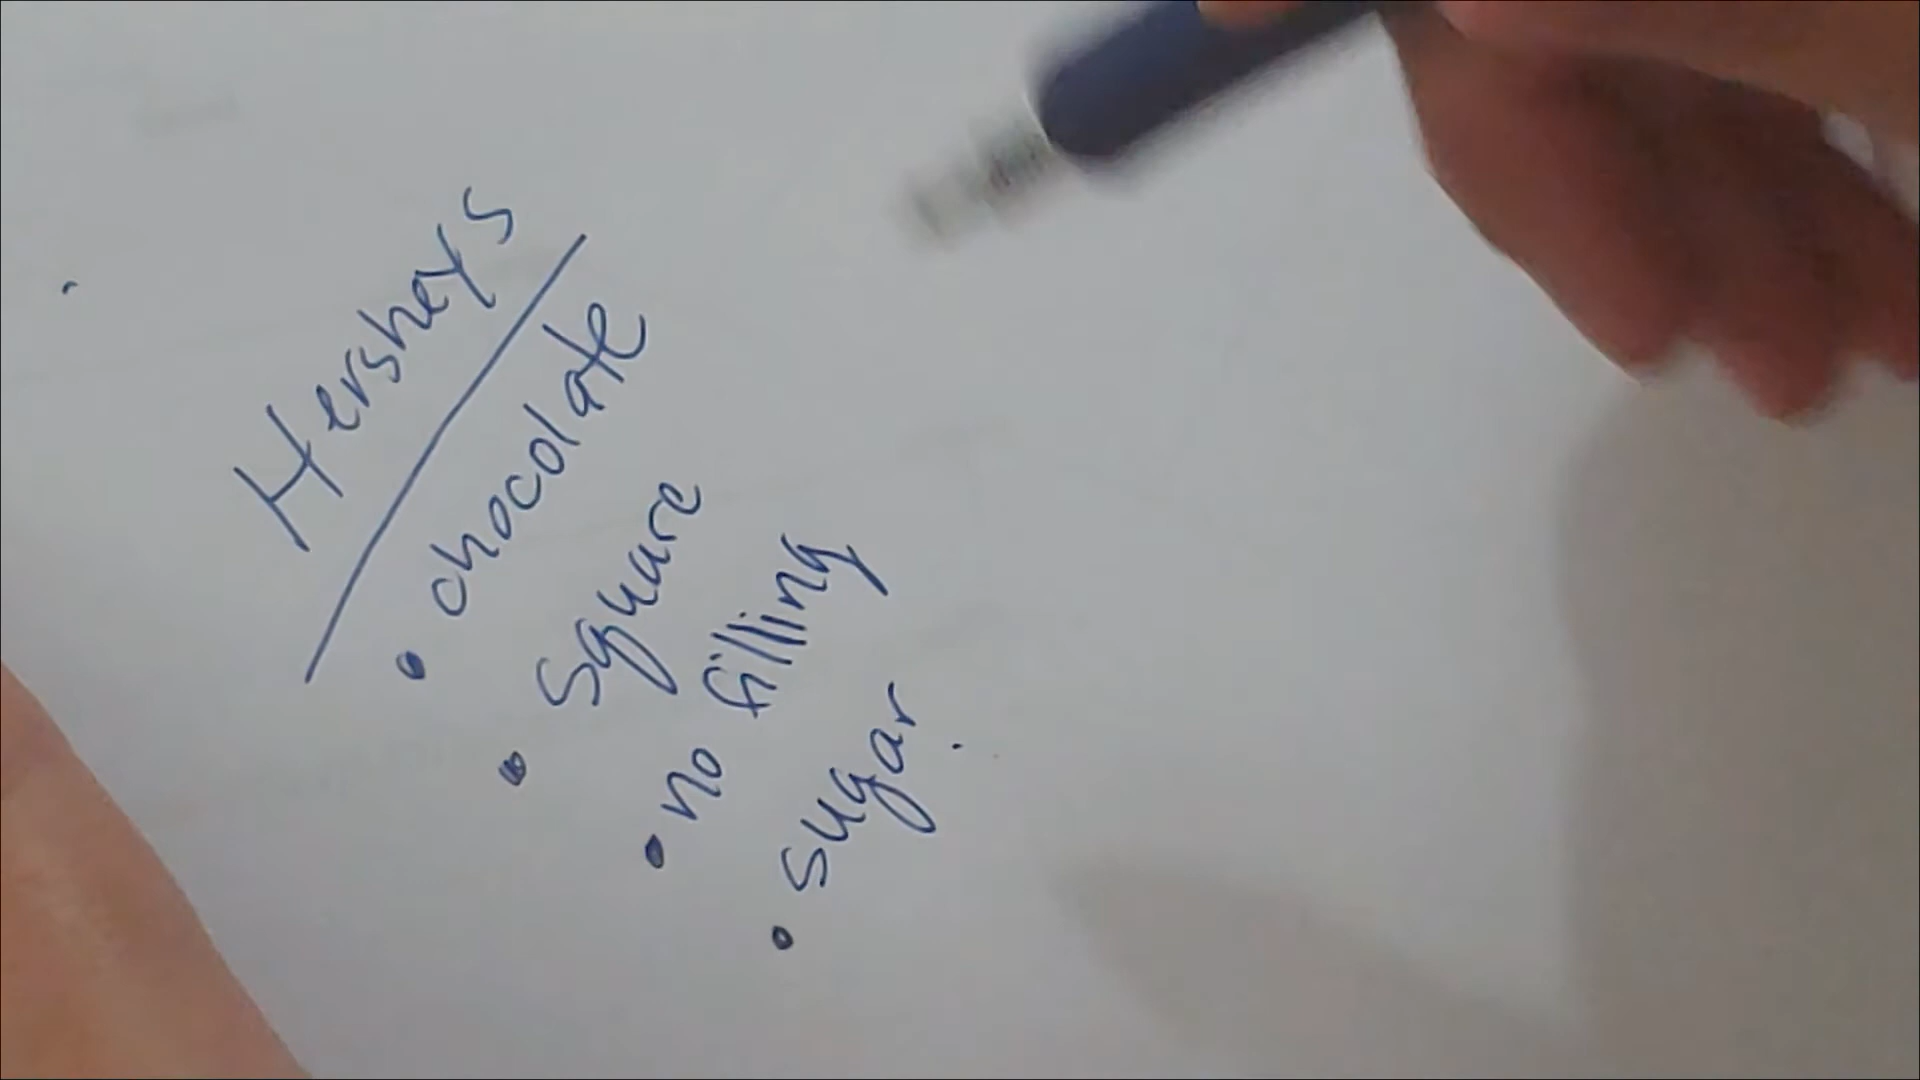 Hersheys
• chocolate
• Square
• no filling
• sugar